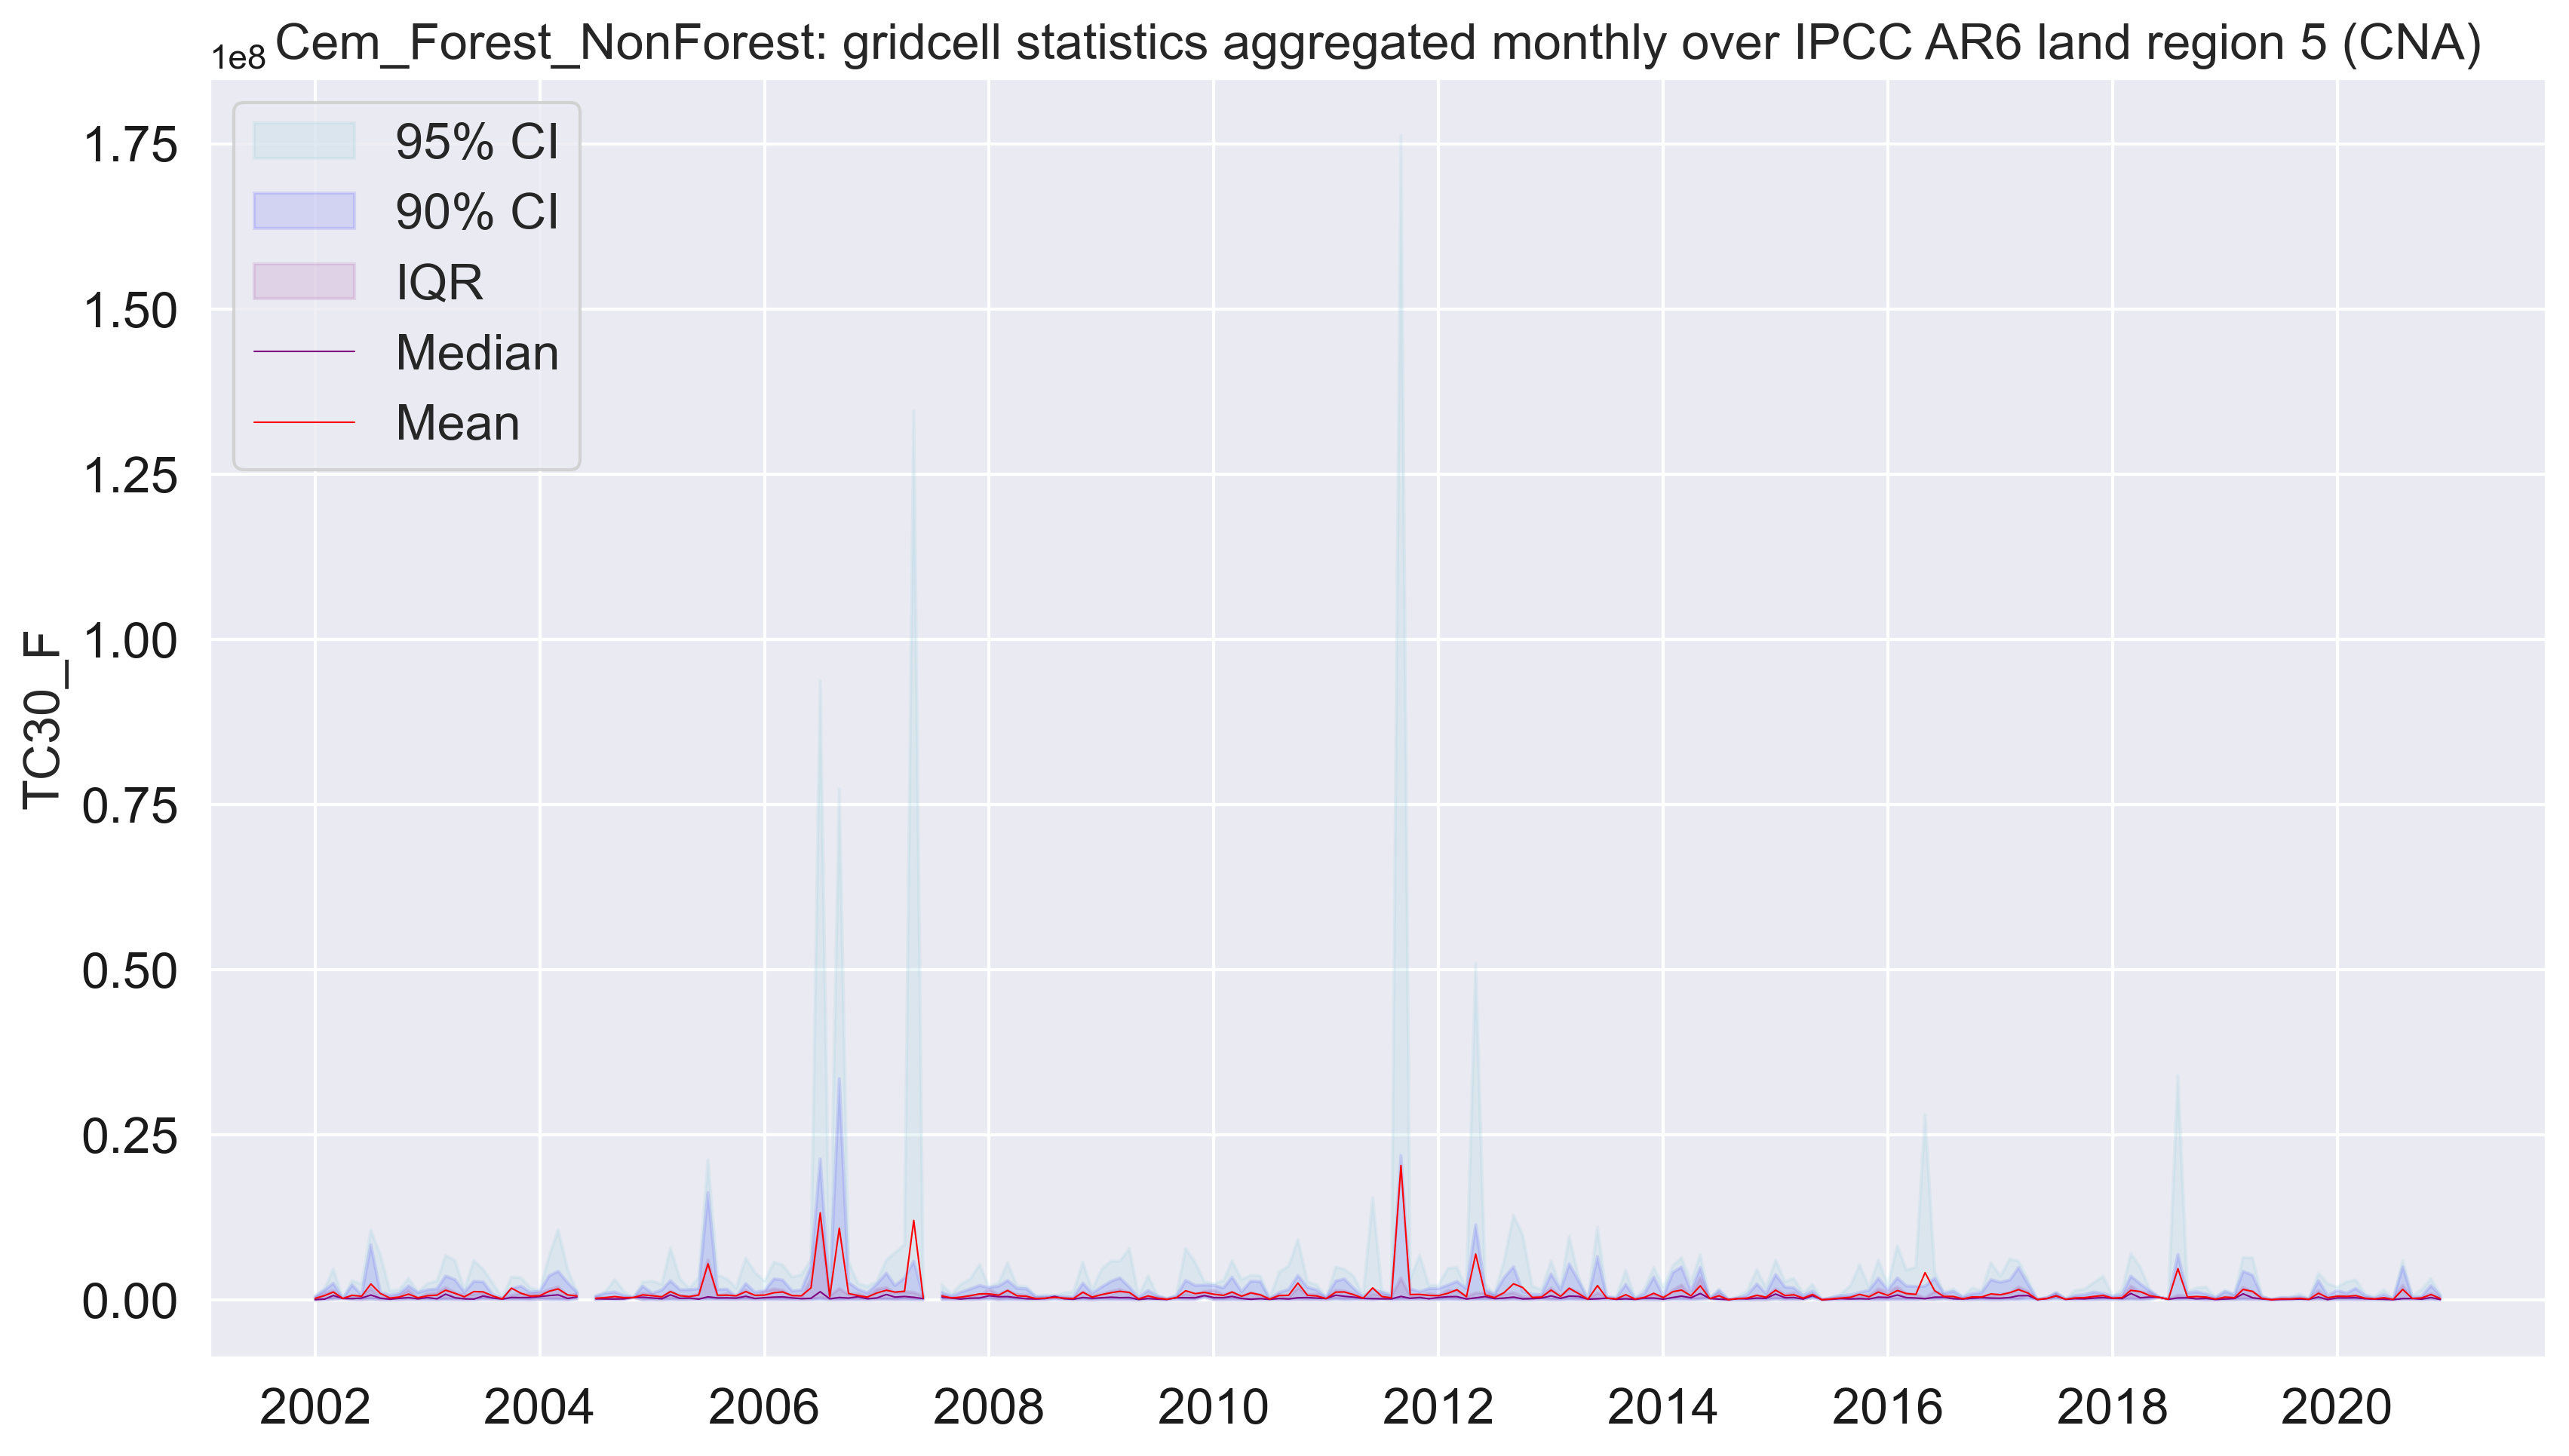 Cem_Forest_NonForest: gridcell statistics aggregated monthly over IPCC AR6 land region 5 (CNA)
1e8
95% CI
90% CI
IQR
Median
Mean
TC30_F
1.75
1.50
1.25
1.00
0.75
0.50
0.25
0.00
2002 2004 2006 2008 2010 2012 2014 2016 2018 2020